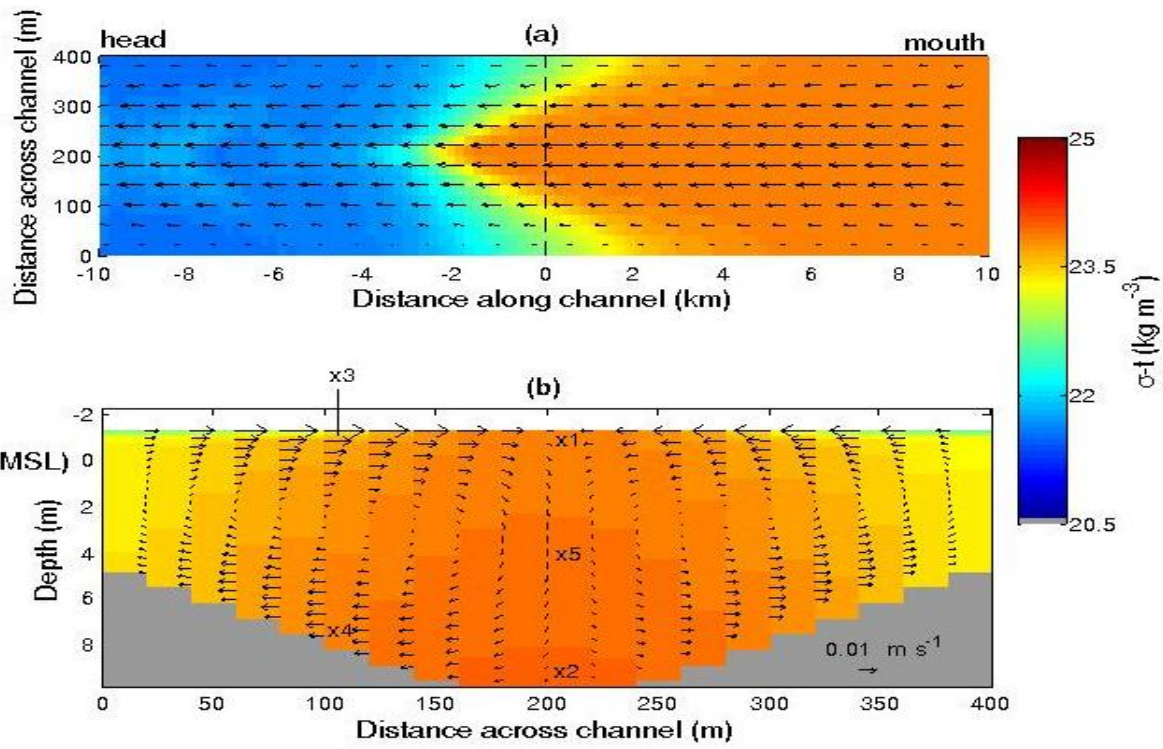 (a)
head
mouth
Distance across channel (m)
400
300
200
100
0
-10
-8
-6
-4
-2
0
2
4
6
8
10
Distance along channel (km)
25
23.5
22
20.5
σ-t (kg m⁻³)
(b)
x3
x1
x5
x4
x2
MSL)
Depth (m)
-2
0
2
4
6
8
0.01 m s⁻¹
0
50
100
150
200
250
300
350
400
Distance across channel (m)